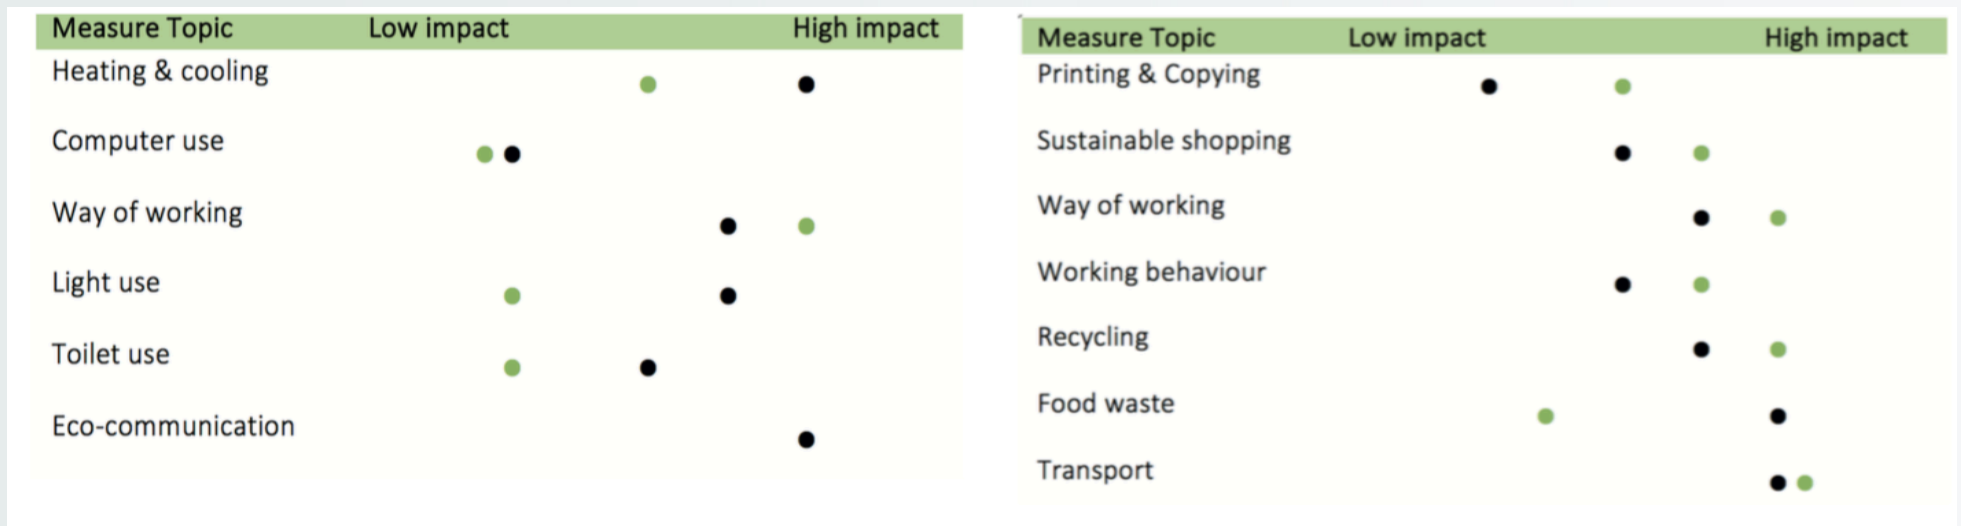 Measure Topic Low impact High impact
Heating & cooling
Computer use
Way of working
Light use
Toilet use
Eco-communication
Measure Topic Low impact High impact
Printing & Copying
Sustainable shopping
Way of working
Working behaviour
Recycling
Food waste
Transport